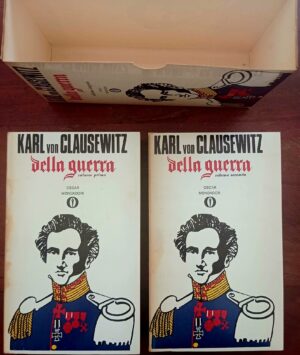 KARL VON CLAUSEWITZ
della guerra
volume primo
OSCAR
MONDADORI
KARL VON CLAUSEWITZ
della guerra
volume secondo
OSCAR
MONDADORI